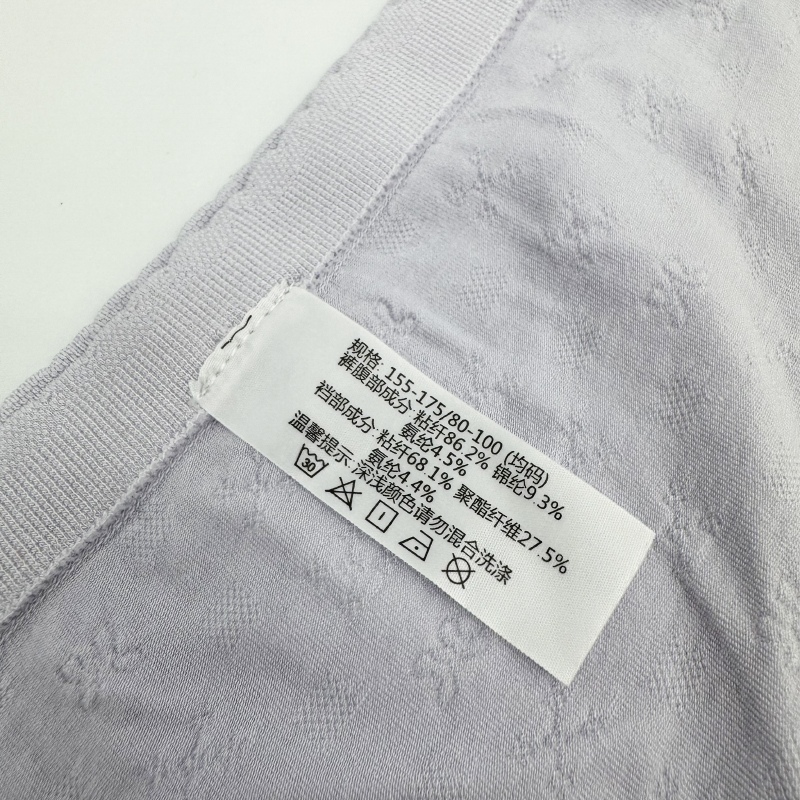 规格: 155-175/80-100 (均码)
裤腹部成分: 粘纤86.2% 锦纶9.3%
氨纶4.5%
裆部成分: 粘纤68.1% 聚酯纤维27.5%
氨纶4.4%
温馨提示: 深浅颜色请勿混合洗涤
30